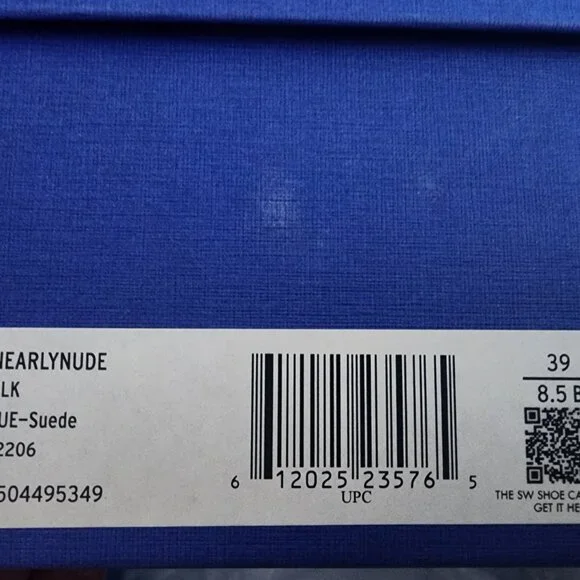 NEARLYNUDE
LK
UE-Suede
2206
504495349
6 12025 23576 5
UPC
39
8.5 B
THE SW SHOE CA
GET IT HE